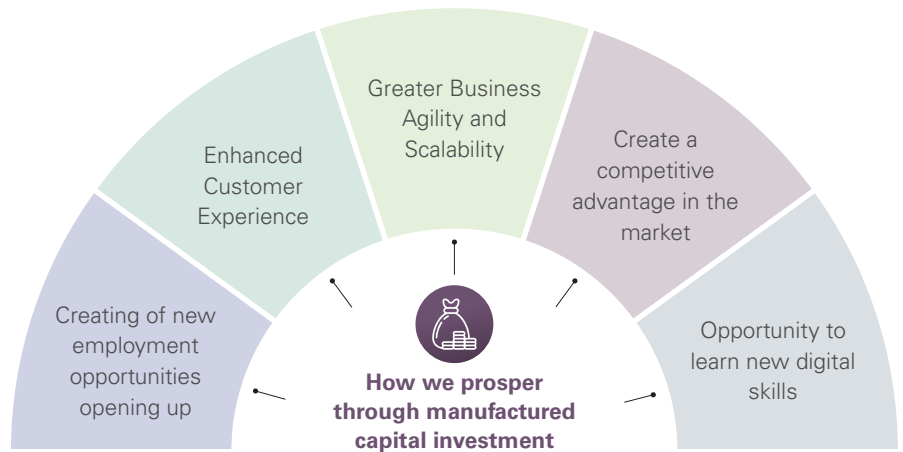 Creating of new
employment
opportunities
opening up
Enhanced
Customer
Experience
Greater Business
Agility and
Scalability
Create a
competitive
advantage in the
market
Opportunity to
learn new digital
skills
How we prosper
through manufactured
capital investment